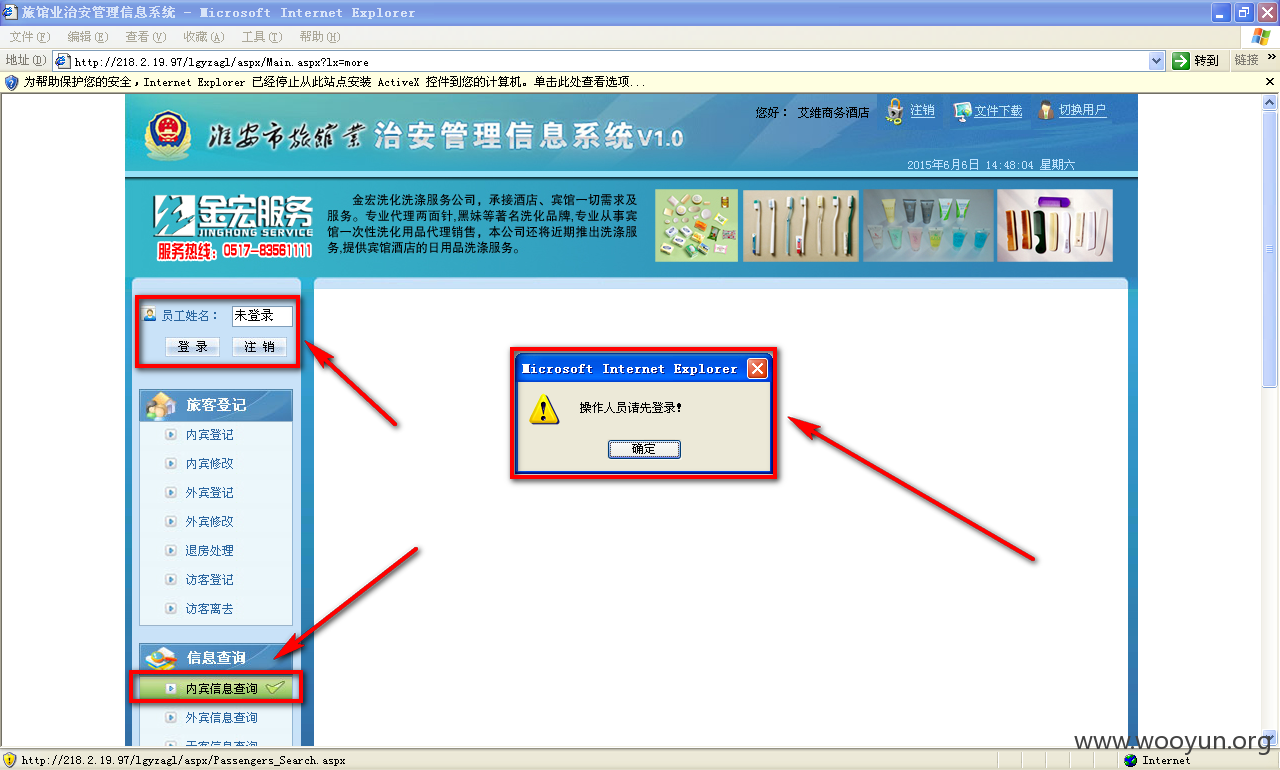 旅馆业治安管理信息系统 - Microsoft Internet Explorer
文件(F) 编辑(E) 查看(V) 收藏(A) 工具(T) 帮助(H)
地址(D) http://218.2.19.97/lgyzagl/aspx/Main.aspx?lx=more 转到 链接 »
为帮助保护您的安全，Internet Explorer 已经停止从此站点安装 ActiveX 控件到您的计算机。单击此处查看选项...
您好： 艾维商务酒店 注销 文件下载 切换用户
淮安市旅馆业治安管理信息系统V1.0
2015年6月6日 14:48:04 星期六
金宏服务
JINGHONG SERVICE
服务热线：0517-83561111
金宏洗化洗涤服务公司，承接酒店、宾馆一切需求及
服务。专业代理两面针,黑妹等著名洗化品牌,专业从事宾
馆一次性洗化用品代理销售，本公司还将近期推出洗涤服
务,提供宾馆酒店的日用品洗涤服务。
员工姓名： 未登录
登 录 注 销
Microsoft Internet Explorer
操作人员请先登录!
确定
旅客登记
内宾登记
内宾修改
外宾登记
外宾修改
退房处理
访客登记
访客离去
信息查询
内宾信息查询
外宾信息查询
www.wooyun.org
http://218.2.19.97/lgyzagl/aspx/Passengers_Search.aspx Internet